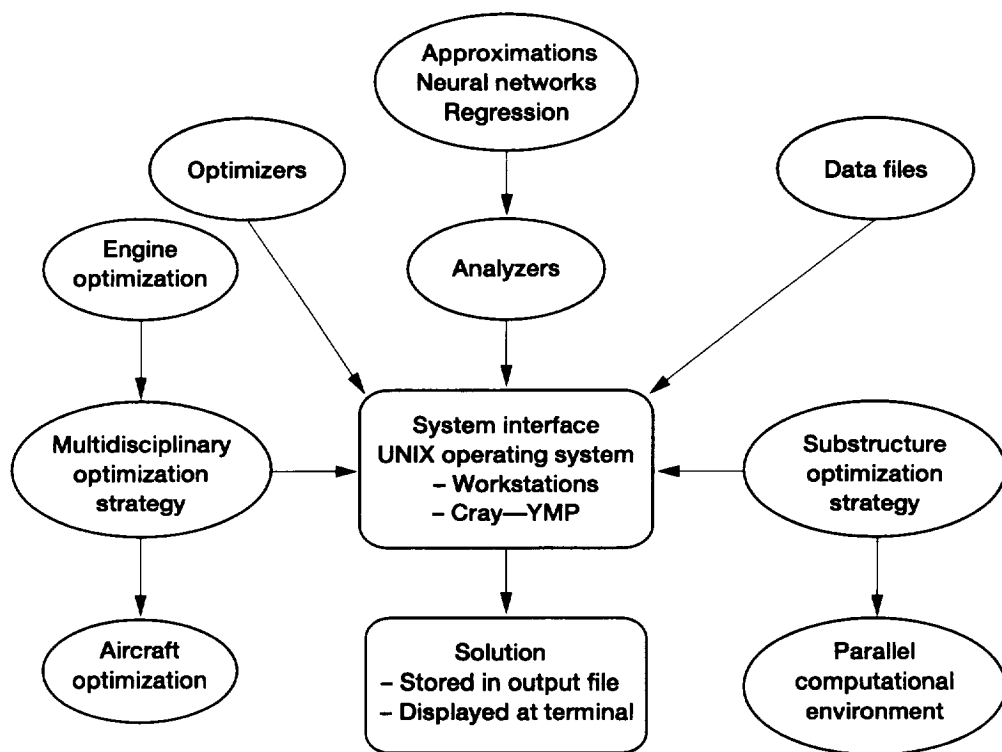 Approximations
Neural networks
Regression
Optimizers
Data files
Engine
optimization
Analyzers
Multidisciplinary
optimization
strategy
System interface
UNIX operating system
– Workstations
– Cray—YMP
Substructure
optimization
strategy
Aircraft
optimization
Solution
– Stored in output file
– Displayed at terminal
Parallel
computational
environment